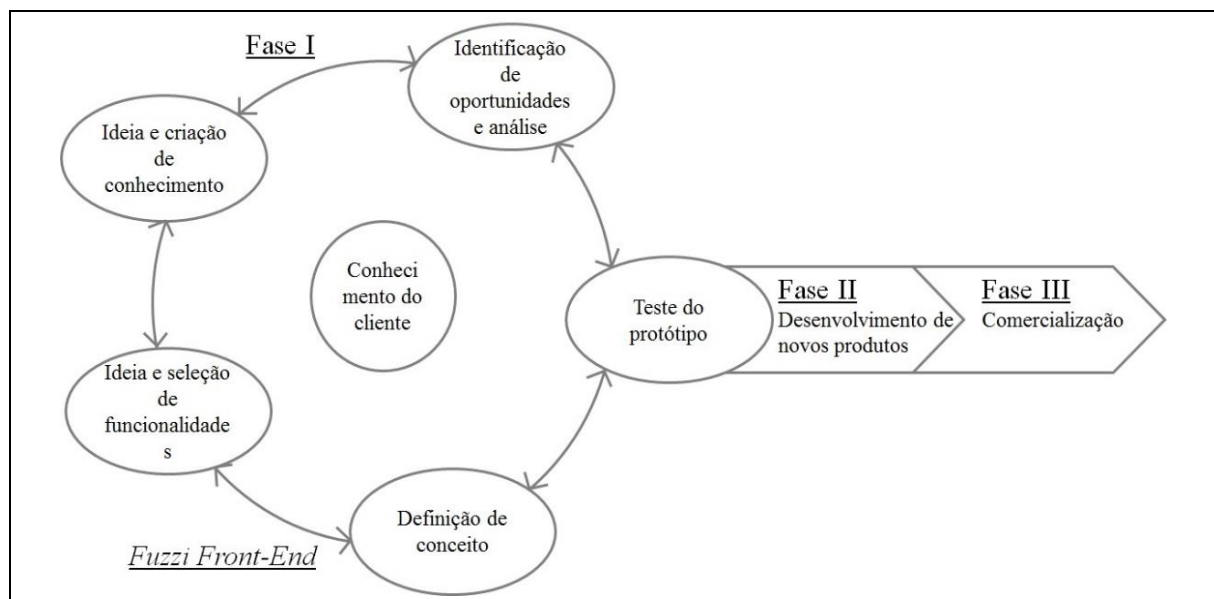 Fase I
Identificação
de
oportunidades
e análise
Ideia e criação
de
conhecimento
Conheci
mento do
cliente
Teste do
protótipo
Fase II
Desenvolvimento de
novos produtos
Fase III
Comercialização
Ideia e seleção
de
funcionalidade
s
Definição de
conceito
Fuzzi Front-End